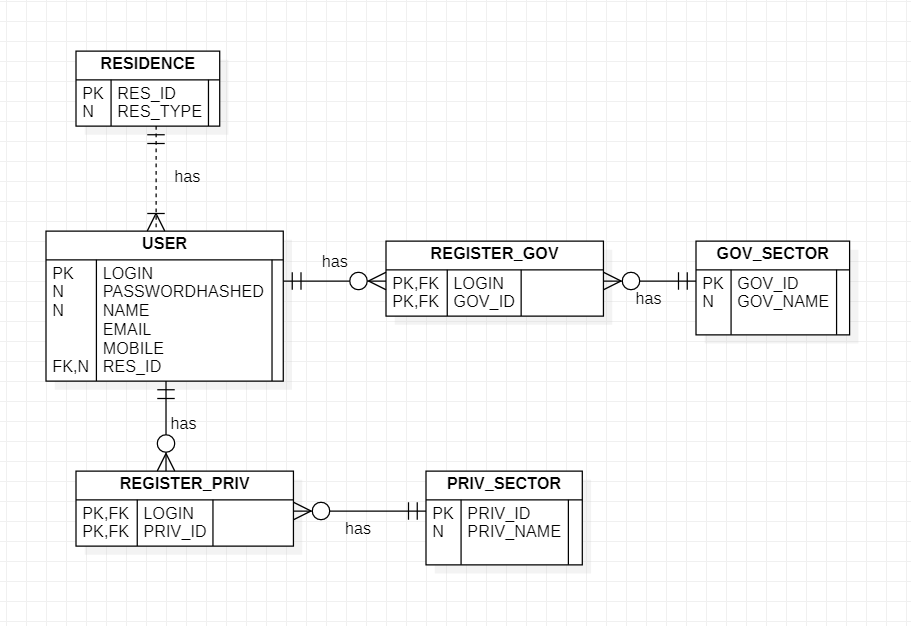 RESIDENCE
PK RES_ID
N RES_TYPE
has
USER
PK LOGIN
N PASSWORDHASHED
N NAME
EMAIL
MOBILE
FK,N RES_ID
has
REGISTER_GOV
PK,FK LOGIN
PK,FK GOV_ID
has
GOV_SECTOR
PK GOV_ID
N GOV_NAME
has
REGISTER_PRIV
PK,FK LOGIN
PK,FK PRIV_ID
has
PRIV_SECTOR
PK PRIV_ID
N PRIV_NAME